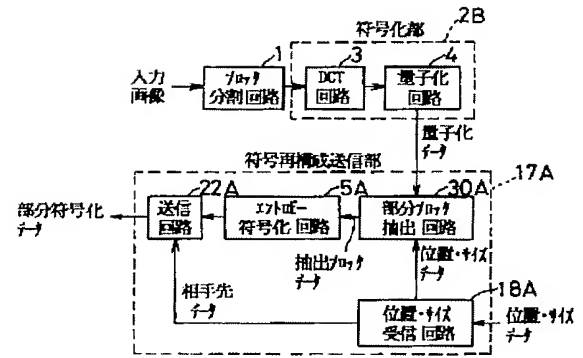 符号化部
2B
1
3
4
入力
画像
ブロック
分割回路
DCT
回路
量子化
回路
量子化
データ
符号再構成送信部
17A
22A
5A
30A
部分符号化
データ
送信
回路
エントロピー
符号化回路
部分ブロック
抽出回路
抽出ブロック
データ
位置・サイズ
データ
相手先
データ
18A
位置・サイズ
受信回路
位置・サイズ
データ